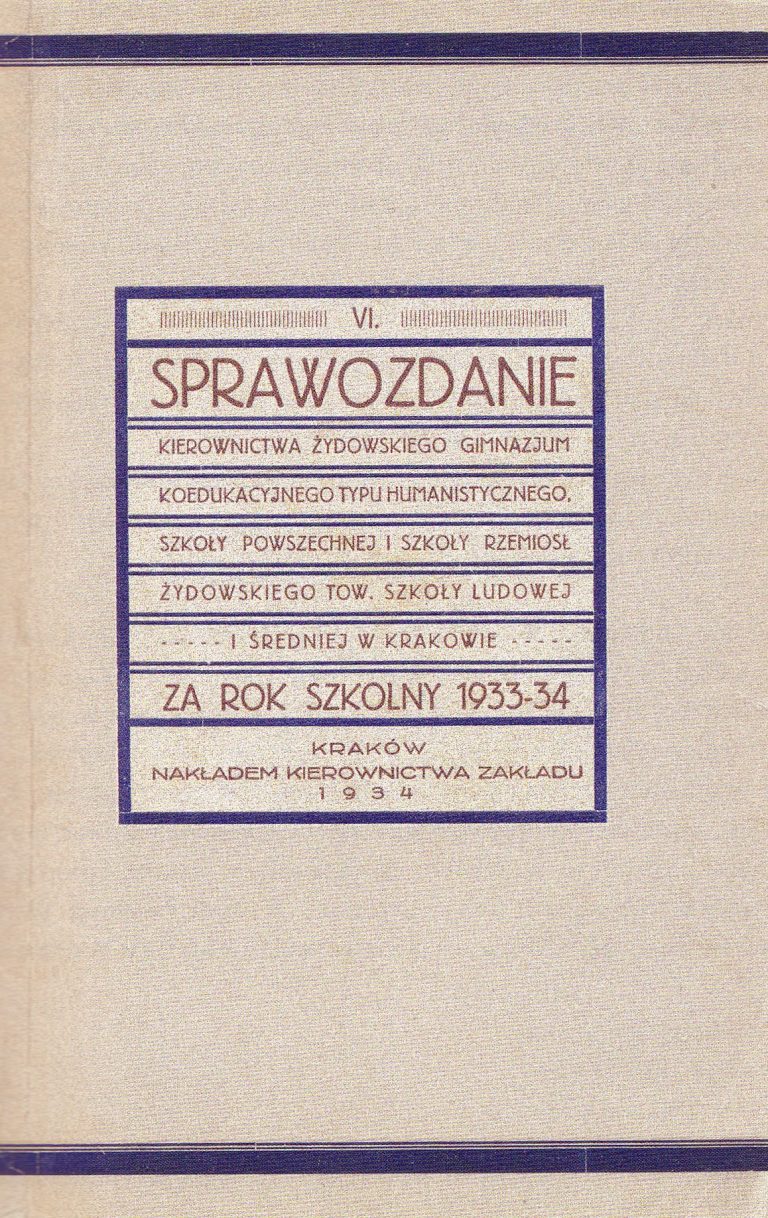 VI.
SPRAWOZDANIE
KIEROWNICTWA ŻYDOWSKIEGO GIMNAZJUM
KOEDUKACYJNEGO TYPU HUMANISTYCZNEGO,
SZKOŁY POWSZECHNEJ I SZKOŁY RZEMIOSŁ
ŻYDOWSKIEGO TOW. SZKOŁY LUDOWEJ
- - - - - I ŚREDNIEJ W KRAKOWIE - - - - -
ZA ROK SZKOLNY 1933-34
KRAKÓW
NAKŁADEM KIEROWNICTWA ZAKŁADU
1934